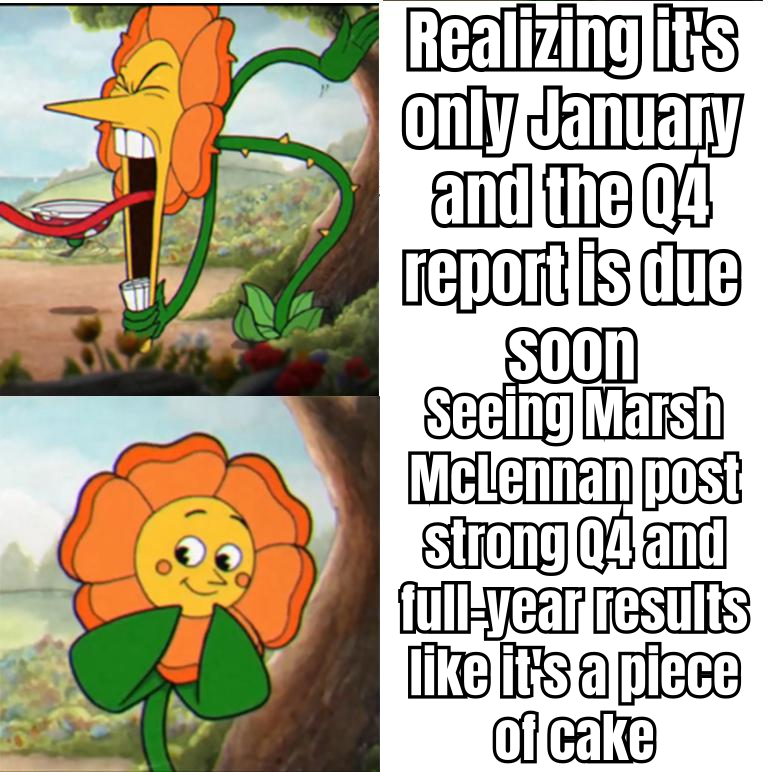 Realizing it's
only January
and the Q4
report is due
soon
Seeing Marsh
McLennan post
strong Q4 and
full-year results
like it's a piece
of cake